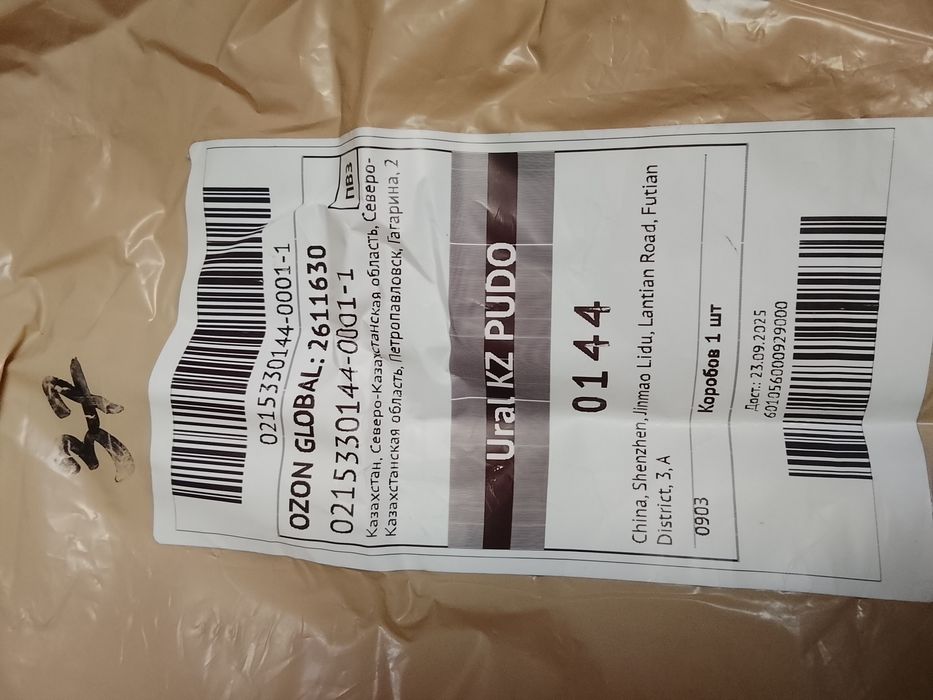 37
0215330144-0001-1
OZON GLOBAL: 2611630
0215330144-0001-1
ПВЗ
Казахстан, Северо-Казахстанская область, Северо-
Казахстанская область, Петропавловск, Гагарина, 2
Ural KZ PUDO
0144
China, Shenzhen, Jinmao Lidu, Lantian Road, Futian
District, 3, A
0903
Коробов 1 шт
Дост.: 23.09.2025
601056000929000